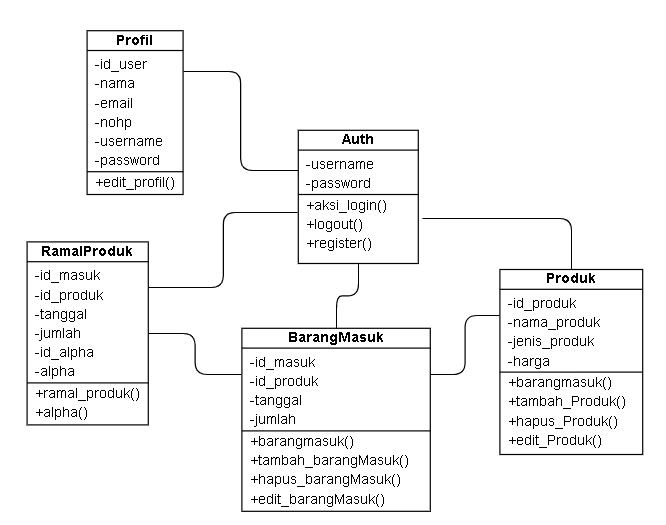 Profil
-id_user
-nama
-email
-nohp
-username
-password
+edit_profil()
Auth
-username
-password
+aksi_login()
+logout()
+register()
RamalProduk
-id_masuk
-id_produk
-tanggal
-jumlah
-id_alpha
-alpha
+ramal_produk()
+alpha()
BarangMasuk
-id_masuk
-id_produk
-tanggal
-jumlah
+barangmasuk()
+tambah_barangMasuk()
+hapus_barangMasuk()
+edit_barangMasuk()
Produk
-id_produk
-nama_produk
-jenis_produk
-harga
+barangmasuk()
+tambah_Produk()
+hapus_Produk()
+edit_Produk()